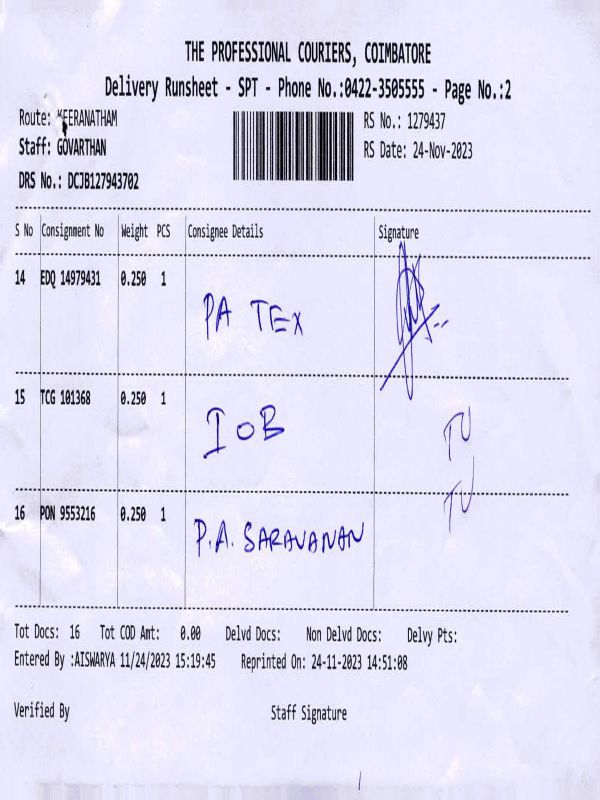 THE PROFESSIONAL COURIERS, COIMBATORE
Delivery Runsheet - SPT - Phone No.:0422-3505555 - Page No.:2
Route: KEERANATHAM
RS No.: 1279437
Staff: GOVARTHAN
RS Date: 24-Nov-2023
DRS No.: DCJB127943702
S No Consignment No Weight PCS Consignee Details Signature
14 EDQ 14979431 0.250 1
PA TEX
15 TCG 101368 0.250 1
IOB
TU
16 PON 9553216 0.250 1
TU
P.A. SARAVANAN
Tot Docs: 16 Tot COD Amt: 0.00 Delvd Docs: Non Delvd Docs: Delvy Pts:
Entered By :AISWARYA 11/24/2023 15:19:45 Reprinted On: 24-11-2023 14:51:08
Verified By Staff Signature